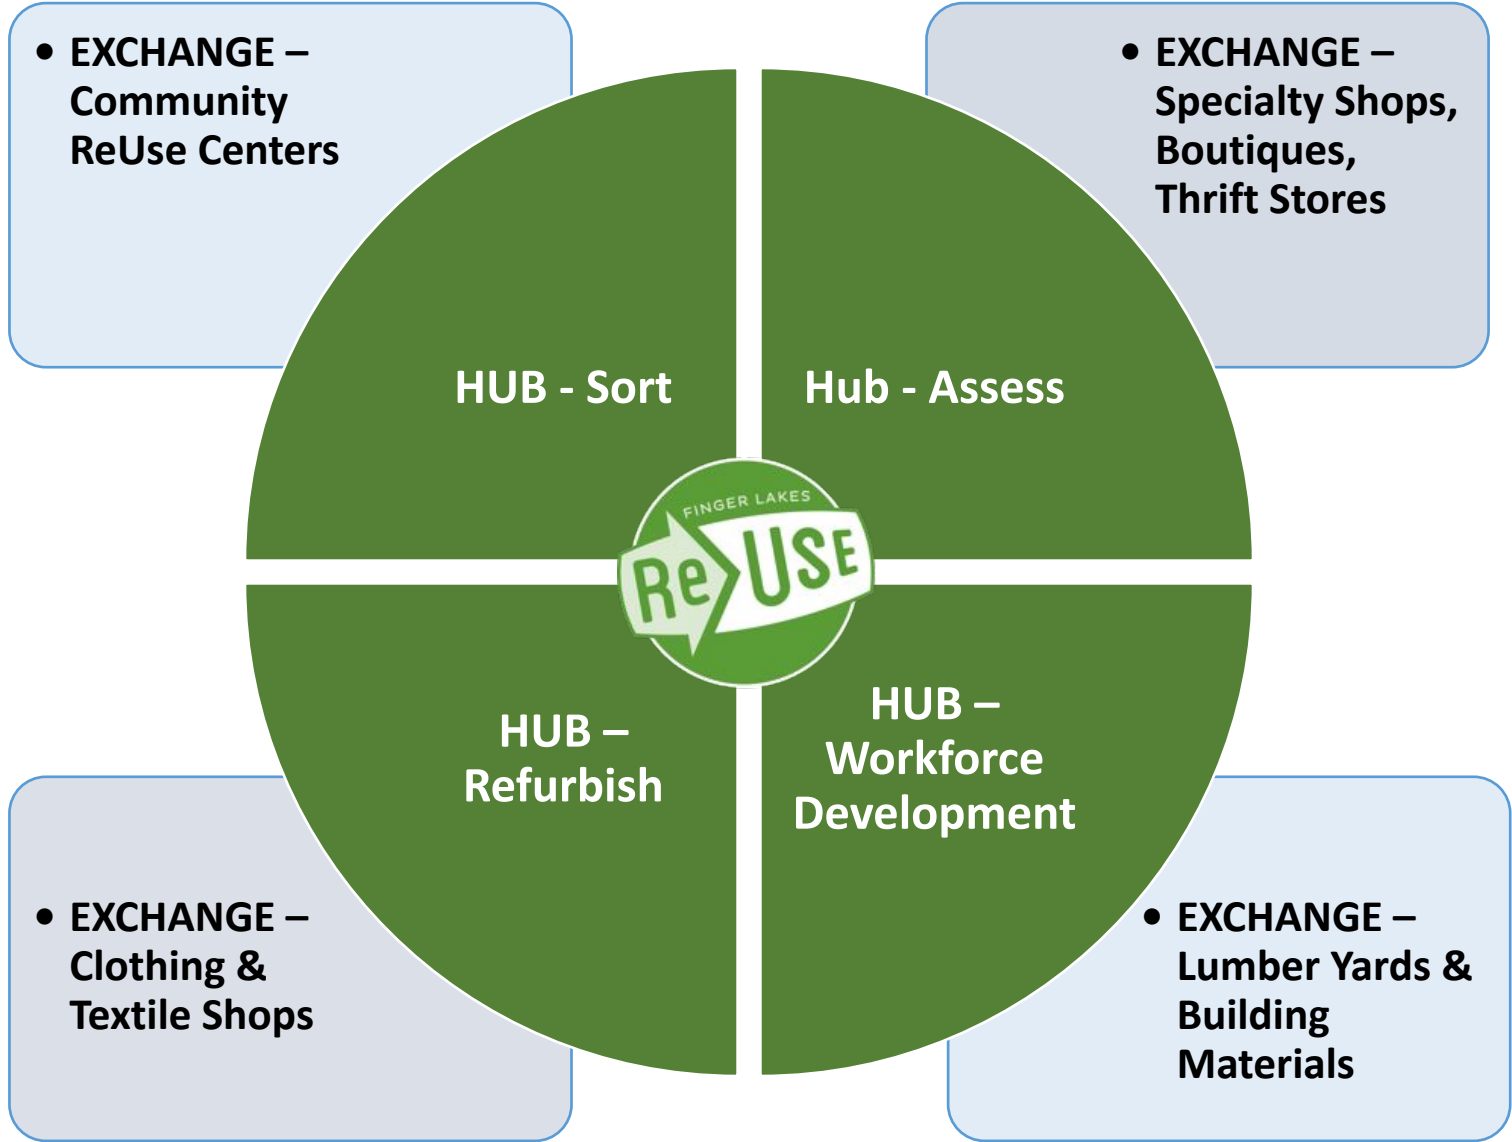 • EXCHANGE –
Community
ReUse Centers
• EXCHANGE –
Specialty Shops,
Boutiques,
Thrift Stores
HUB - Sort
Hub - Assess
FINGER LAKES
ReUSE
HUB –
Refurbish
HUB –
Workforce
Development
• EXCHANGE –
Clothing &
Textile Shops
• EXCHANGE –
Lumber Yards &
Building
Materials